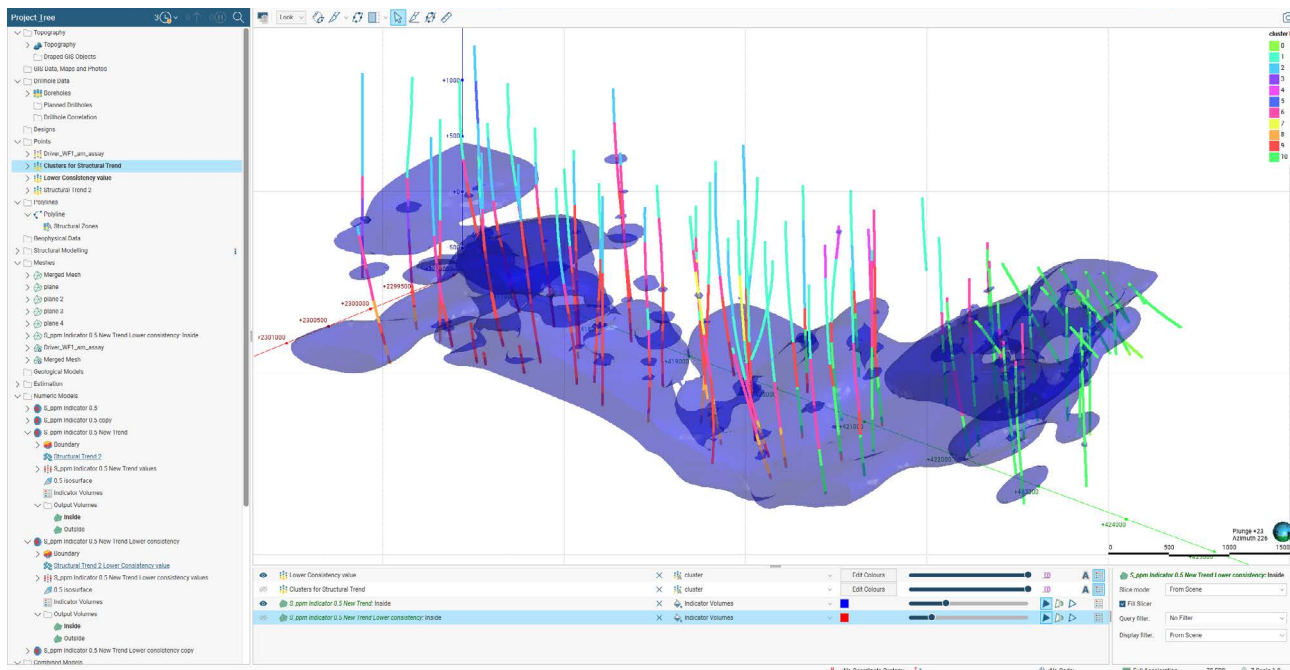 Project Tree
3
Look
Topography
Topography
Draped GIS Objects
GIS Data, Maps and Photos
Drillhole Data
Boreholes
Planned Drillholes
Drillhole Correlation
Designs
Points
Driver_WF1_am_assay
Clusters for Structural Trend
Lower Consistency value
Structural Trend 2
Polylines
Polyline
Structural Zones
Geophysical Data
Structural Modelling
Meshes
Merged Mesh
plane
plane 2
plane 3
plane 4
S_ppm Indicator 0.5 New Trend Lower consistency: Inside
Driver_WF1_am_assay
Merged Mesh
Geological Models
Estimation
Numeric Models
S_ppm Indicator 0.5
S_ppm Indicator 0.5 copy
S_ppm Indicator 0.5 New Trend
Boundary
Structural Trend 2
S_ppm Indicator 0.5 New Trend values
0.5 isosurface
Indicator Volumes
Output Volumes
Inside
Outside
S_ppm Indicator 0.5 New Trend Lower consistency
Boundary
Structural Trend 2 Lower Consistency value
S_ppm Indicator 0.5 New Trend Lower consistency values
0.5 isosurface
Indicator Volumes
Output Volumes
Inside
Outside
S_ppm Indicator 0.5 New Trend Lower consistency copy
Combined Models
+1000
+500
+0
+2299500
+2300000
+2300500
+2301000
+421000
+424000
cluster
0
1
2
3
4
5
6
7
8
9
10
Plunge +23
Azimuth 226
0 500 1000 1500
Lower Consistency value X cluster Edit Colours
Clusters for Structural Trend X cluster Edit Colours
S_ppm Indicator 0.5 New Trend: Inside X Indicator Volumes
S_ppm Indicator 0.5 New Trend Lower consistency: Inside X Indicator Volumes
S_ppm Indicator 0.5 New Trend Lower consistency: Inside
Slice mode: From Scene
Fill Slicer
Query filter: No Filter
Display filter: From Scene